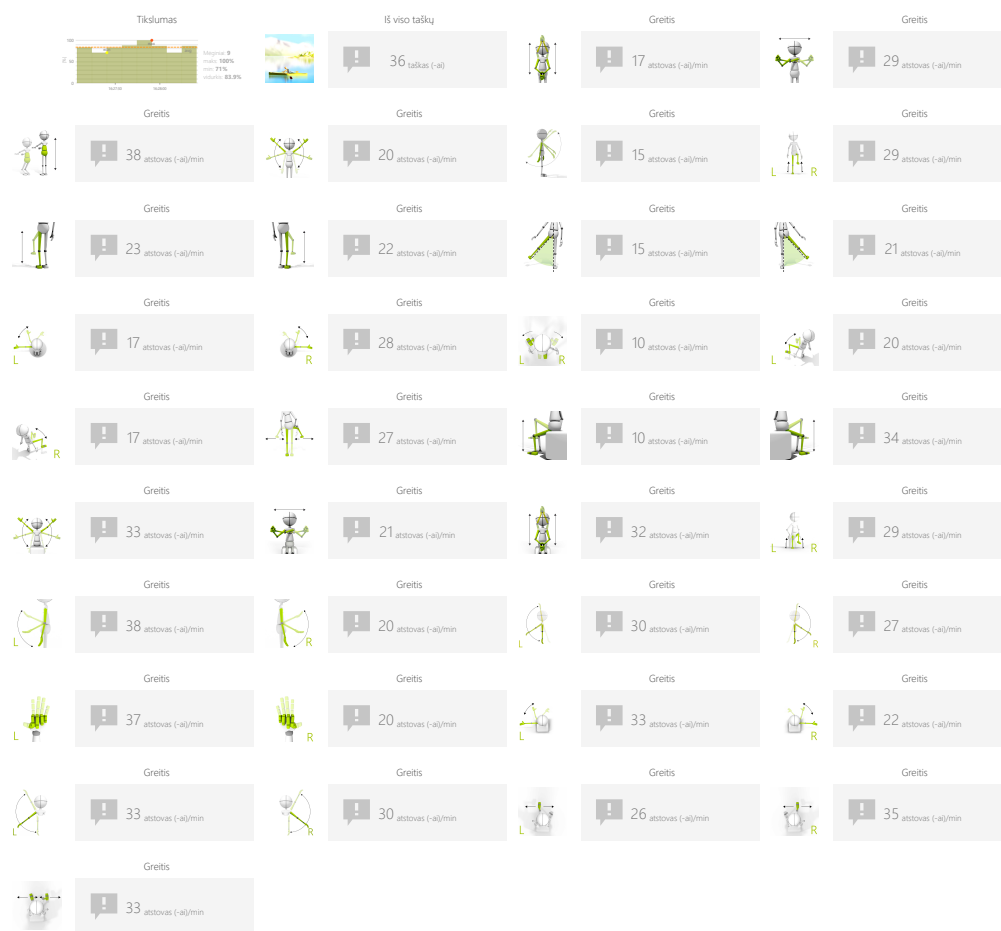 Tikslumas
100
50
0
[%]
Mėginiai: 9
maks: 100%
min: 71%
vidurkis: 83.9%
Iš viso taškų
36 taškas (-ai)
Greitis
17 atstovas (-ai)/min
Greitis
29 atstovas (-ai)/min
Greitis
38 atstovas (-ai)/min
Greitis
20 atstovas (-ai)/min
Greitis
15 atstovas (-ai)/min
Greitis
L R
29 atstovas (-ai)/min
Greitis
23 atstovas (-ai)/min
Greitis
22 atstovas (-ai)/min
Greitis
15 atstovas (-ai)/min
Greitis
21 atstovas (-ai)/min
Greitis
L
17 atstovas (-ai)/min
Greitis
R
28 atstovas (-ai)/min
Greitis
L R
10 atstovas (-ai)/min
Greitis
L
20 atstovas (-ai)/min
Greitis
R
17 atstovas (-ai)/min
Greitis
27 atstovas (-ai)/min
Greitis
10 atstovas (-ai)/min
Greitis
34 atstovas (-ai)/min
Greitis
33 atstovas (-ai)/min
Greitis
21 atstovas (-ai)/min
Greitis
32 atstovas (-ai)/min
Greitis
L R
29 atstovas (-ai)/min
Greitis
L
38 atstovas (-ai)/min
Greitis
R
20 atstovas (-ai)/min
Greitis
L
30 atstovas (-ai)/min
Greitis
R
27 atstovas (-ai)/min
Greitis
L
37 atstovas (-ai)/min
Greitis
R
20 atstovas (-ai)/min
Greitis
L
33 atstovas (-ai)/min
Greitis
R
22 atstovas (-ai)/min
Greitis
L
33 atstovas (-ai)/min
Greitis
R
30 atstovas (-ai)/min
Greitis
L
26 atstovas (-ai)/min
Greitis
R
35 atstovas (-ai)/min
Greitis
33 atstovas (-ai)/min